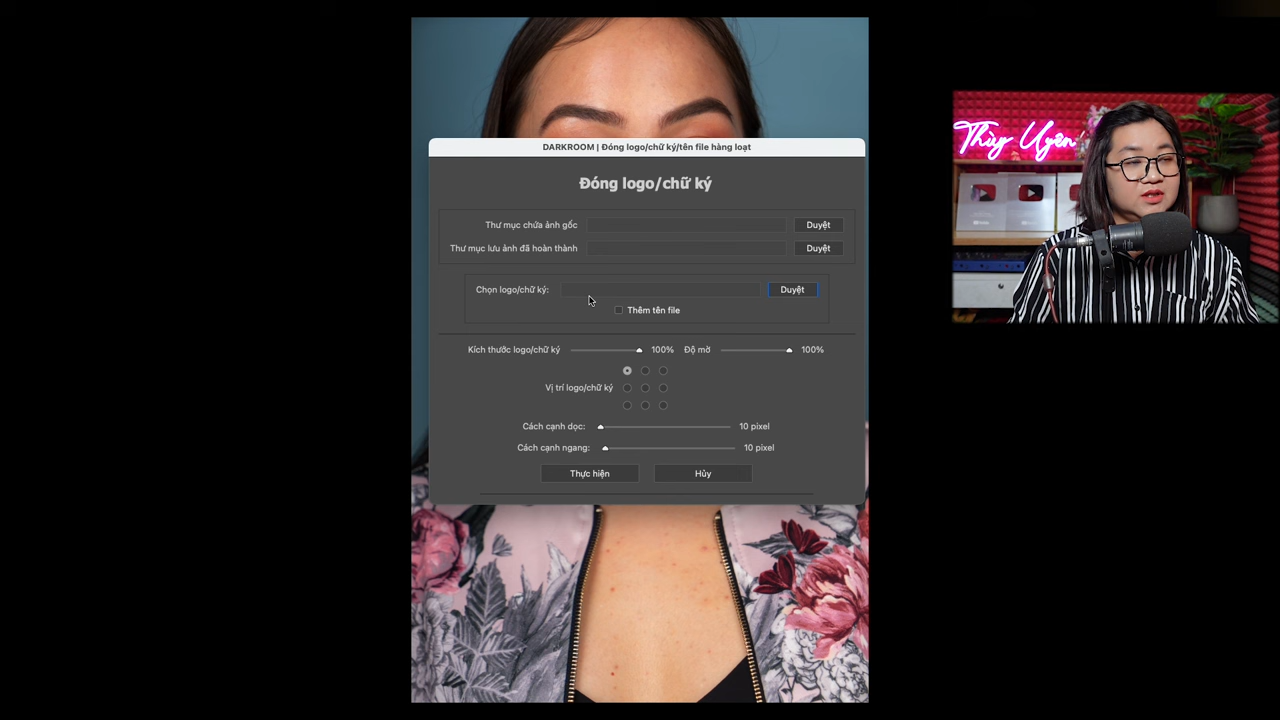 DARKROOM | Đóng logo/chữ ký/tên file hàng loạt
Đóng logo/chữ ký
Thư mục chứa ảnh gốc
Duyệt
Thư mục lưu ảnh đã hoàn thành
Duyệt
Chọn logo/chữ ký:
Duyệt
Thêm tên file
Kích thước logo/chữ ký
100%
Độ mờ
100%
Vị trí logo/chữ ký
Cách cạnh dọc:
10 pixel
Cách cạnh ngang:
10 pixel
Thực hiện
Hủy
Thùy Uyên